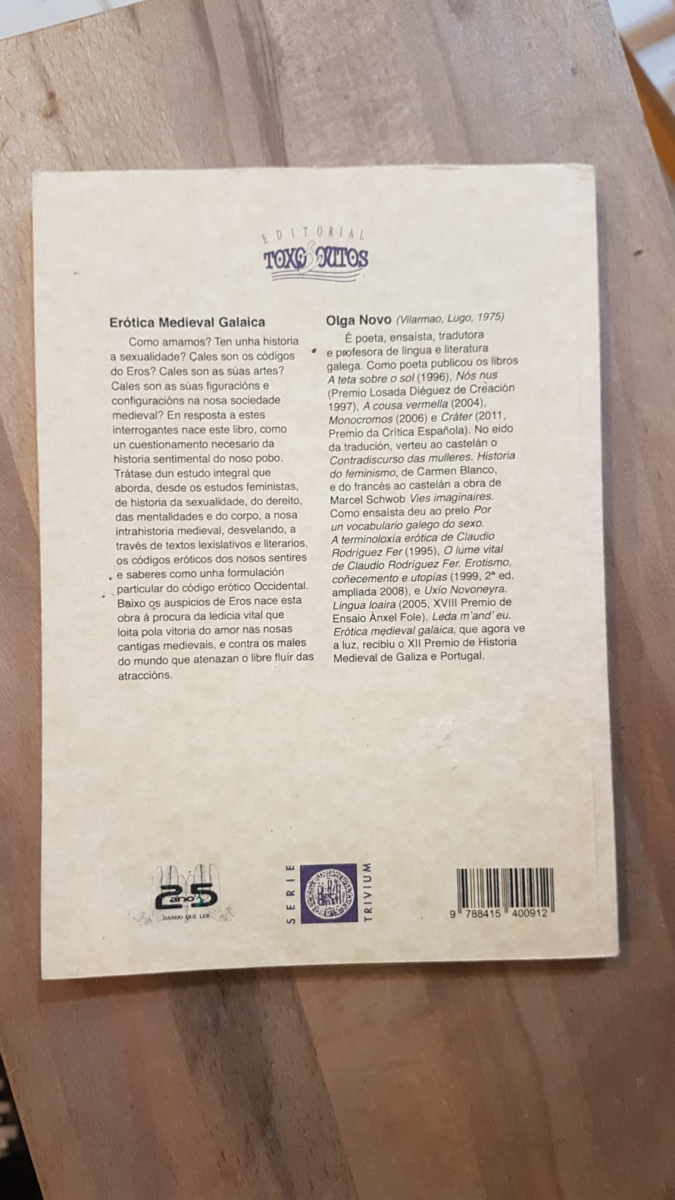 EDITORIAL
TOXOSOUTOS
Erótica Medieval Galaica
Como amamos? Ten unha historia
a sexualidade? Cales son os códigos
do Eros? Cales son as súas artes?
Cales son as súas figuracións e
configuracións na nosa sociedade
medieval? En resposta a estes
interrogantes nace este libro, como
un cuestionamento necesario da
historia sentimental do noso pobo.
Trátase dun estudo integral que
aborda, desde os estudos feministas,
de historia da sexualidade, do dereito,
das mentalidades e do corpo, a nosa
intrahistoria medieval, desvelando, a
través de textos lexislativos e literarios,
os códigos eróticos dos nosos sentires
e saberes como unha formulación
particular do código erótico Occidental.
Baixo os auspicios de Eros nace esta
obra á procura da ledicia vital que
loita pola vitoria do amor nas nosas
cantigas medievais, e contra os males
do mundo que atenazan o libre fluír das
atraccións.
Olga Novo (Vilarmao, Lugo, 1975)
É poeta, ensaísta, tradutora
e profesora de lingua e literatura
galega. Como poeta publicou os libros
A teta sobre o sol (1996), Nós nus
(Premio Losada Diéguez de Creación
1997), A cousa vermella (2004),
Monocromos (2006) e Cráter (2011,
Premio da Crítica Española). No eido
da tradución, verteu ao castelán o
Contradiscurso das mulleres. Historia
do feminismo, de Carmen Blanco,
e do francés ao castelán a obra de
Marcel Schwob Vies imaginaires.
Como ensaísta deu ao prelo Por
un vocabulario galego do sexo.
A terminoloxía erótica de Claudio
Rodríguez Fer (1995), O lume vital
de Claudio Rodríguez Fer. Erotismo,
coñecemento e utopías (1999, 2ª ed.
ampliada 2008), e Uxío Novoneyra.
Lingua loaira (2005, XVIII Premio de
Ensaio Ánxel Fole). Leda m'and' eu.
Erótica medieval galaica, que agora ve
a luz, recibiu o XII Premio de Historia
Medieval de Galiza e Portugal.
25
anos
DANDO QUE LER
SERIE
TRIVIUM
9 788415 400912